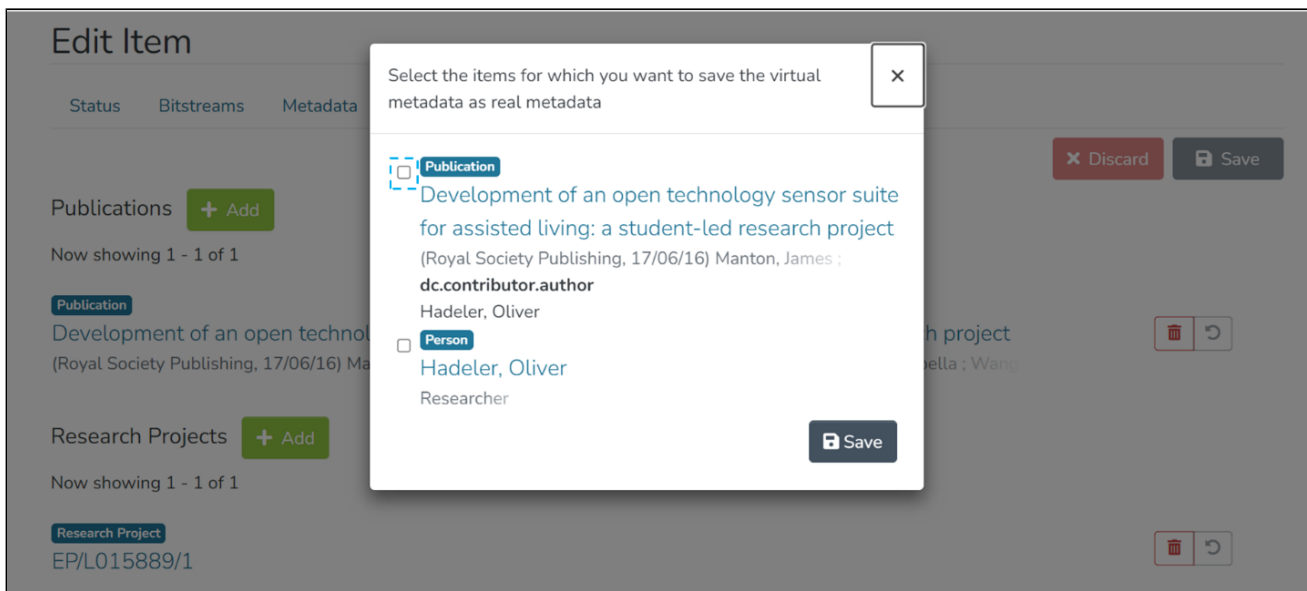 Edit Item
Select the items for which you want to save the virtual
metadata as real metadata
×
Status Bitstreams Metadata
Discard Save
Publication
Development of an open technology sensor suite
for assisted living: a student-led research project
(Royal Society Publishing, 17/06/16) Manton, James ;
dc.contributor.author
Hadeler, Oliver
Person
Hadeler, Oliver
Researcher
Save
Publications + Add
Now showing 1 - 1 of 1
Publication
Development of an open technol h project
(Royal Society Publishing, 17/06/16) Ma bella ; Wang
Research Projects + Add
Now showing 1 - 1 of 1
Research Project
EP/L015889/1